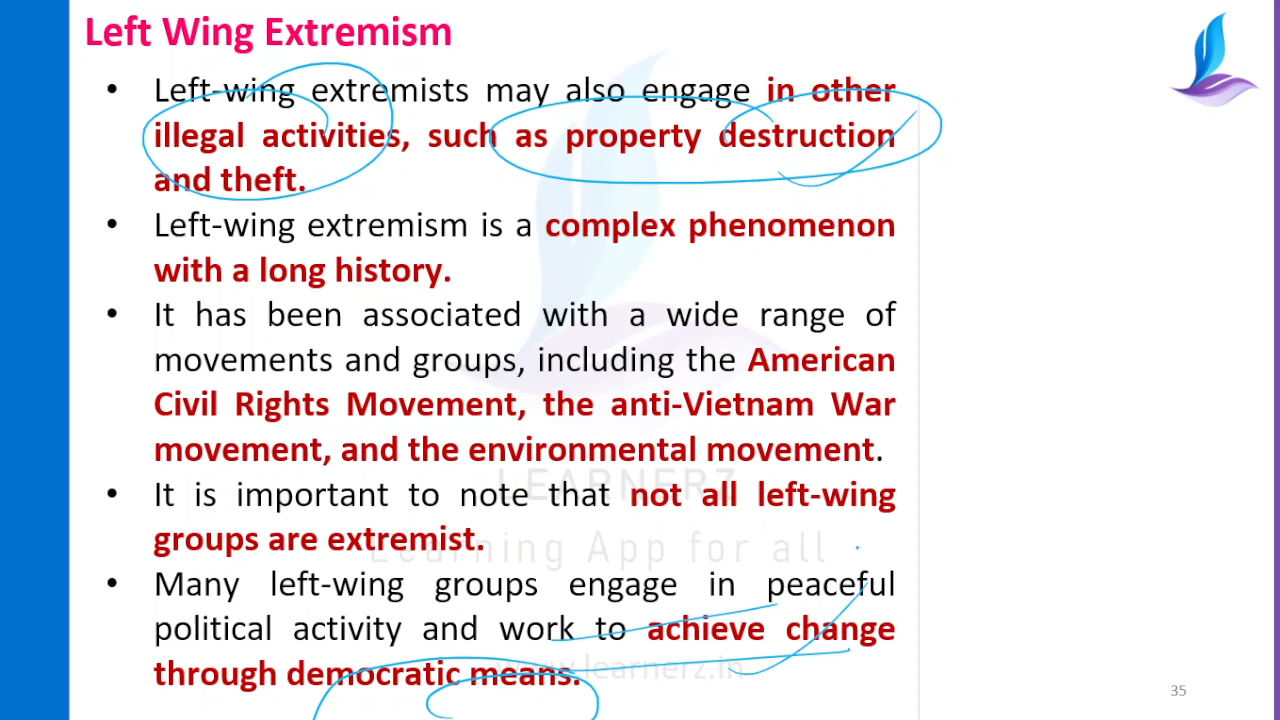 Left Wing Extremism
• Left-wing extremists may also engage in other
illegal activities, such as property destruction
and theft.
• Left-wing extremism is a complex phenomenon
with a long history.
• It has been associated with a wide range of
movements and groups, including the American
Civil Rights Movement, the anti-Vietnam War
movement, and the environmental movement.
LEARNERZ
• It is important to note that not all left-wing
groups are extremist.
Learning App for all
• Many left-wing groups engage in peaceful
political activity and work to achieve change
through democratic means.
www.learnerz.in
35